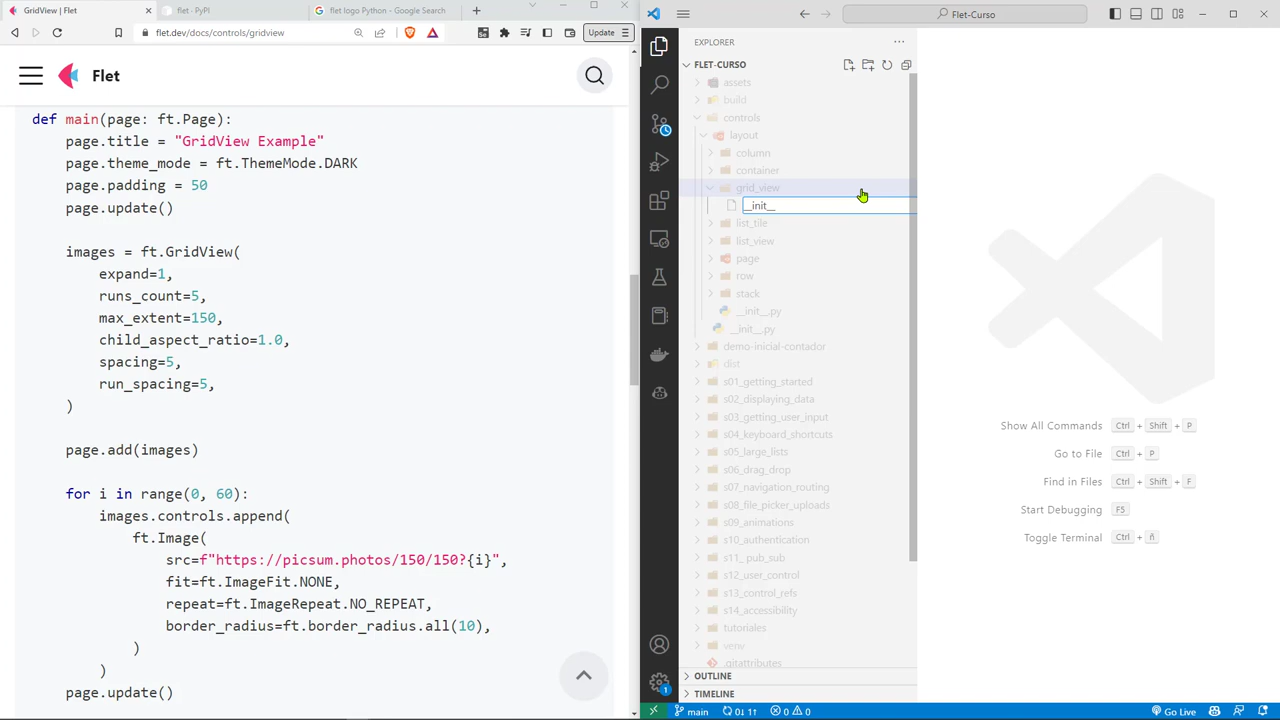 GridView | Flet
flet · PyPI
flet logo Python - Google Search
Flet-Curso
flet.dev/docs/controls/gridview
Update
Flet
def main(page: ft.Page):
page.title = "GridView Example"
page.theme_mode = ft.ThemeMode.DARK
page.padding = 50
page.update()
images = ft.GridView(
expand=1,
runs_count=5,
max_extent=150,
child_aspect_ratio=1.0,
spacing=5,
run_spacing=5,
)
page.add(images)
for i in range(0, 60):
images.controls.append(
ft.Image(
src=f"https://picsum.photos/150/150?{i}",
fit=ft.ImageFit.NONE,
repeat=ft.ImageRepeat.NO_REPEAT,
border_radius=ft.border_radius.all(10),
)
)
page.update()
EXPLORER
FLET-CURSO
assets
build
controls
layout
column
container
grid_view
__init__
list_tile
list_view
page
row
stack
__init__.py
__init__.py
demo-inicial-contador
dist
s01_getting_started
s02_displaying_data
s03_getting_user_input
s04_keyboard_shortcuts
s05_large_lists
s06_drag_drop
s07_navigation_routing
s08_file_picker_uploads
s09_animations
s10_authentication
s11_ pub_sub
s12_user_control
s13_control_refs
s14_accessibility
tutoriales
venv
.gitattributes
OUTLINE
TIMELINE
Show All Commands Ctrl + Shift + P
Go to File Ctrl + P
Find in Files Ctrl + Shift + F
Start Debugging F5
Toggle Terminal Ctrl + ñ
1
main 0↓ 1↑ 0 0 Go Live